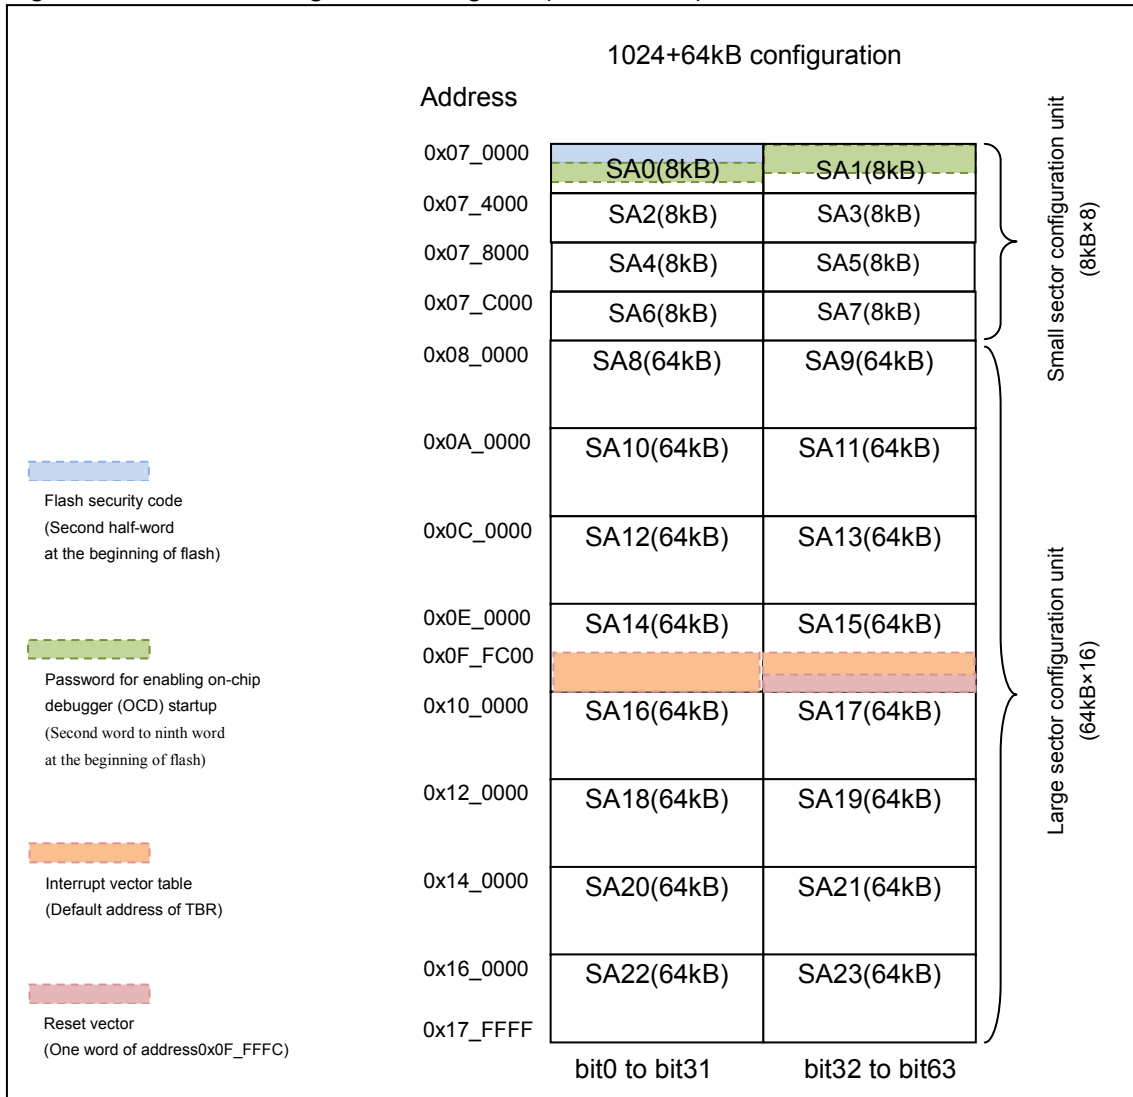 1024+64kB configuration
Address
0x07_0000
SA0(8kB) SA1(8kB)
0x07_4000
SA2(8kB) SA3(8kB)
0x07_8000
SA4(8kB) SA5(8kB)
0x07_C000
SA6(8kB) SA7(8kB)
Small sector configuration unit
(8kB×8)
0x08_0000
SA8(64kB) SA9(64kB)
0x0A_0000
SA10(64kB) SA11(64kB)
0x0C_0000
SA12(64kB) SA13(64kB)
0x0E_0000
SA14(64kB) SA15(64kB)
0x0F_FC00
0x10_0000
SA16(64kB) SA17(64kB)
0x12_0000
SA18(64kB) SA19(64kB)
0x14_0000
SA20(64kB) SA21(64kB)
0x16_0000
SA22(64kB) SA23(64kB)
0x17_FFFF
Large sector configuration unit
(64kB×16)
bit0 to bit31 bit32 to bit63
Flash security code
(Second half-word
at the beginning of flash)
Password for enabling on-chip
debugger (OCD) startup
(Second word to ninth word
at the beginning of flash)
Interrupt vector table
(Default address of TBR)
Reset vector
(One word of address0x0F_FFFC)